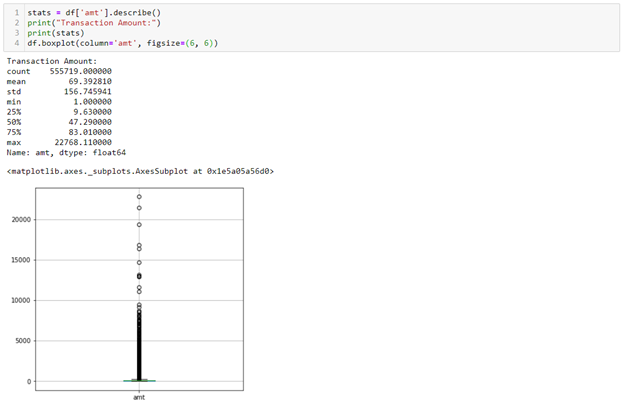 1 stats = df['amt'].describe()
2 print("Transaction Amount:")
3 print(stats)
4 df.boxplot(column='amt', figsize=(6, 6))
Transaction Amount:
count    555719.000000
mean         69.392810
std         156.745941
min           1.000000
25%           9.630000
50%          47.290000
75%          83.010000
max       22768.110000
Name: amt, dtype: float64
<matplotlib.axes._subplots.AxesSubplot at 0x1e5a05a56d0>
20000
15000
10000
5000
0
amt